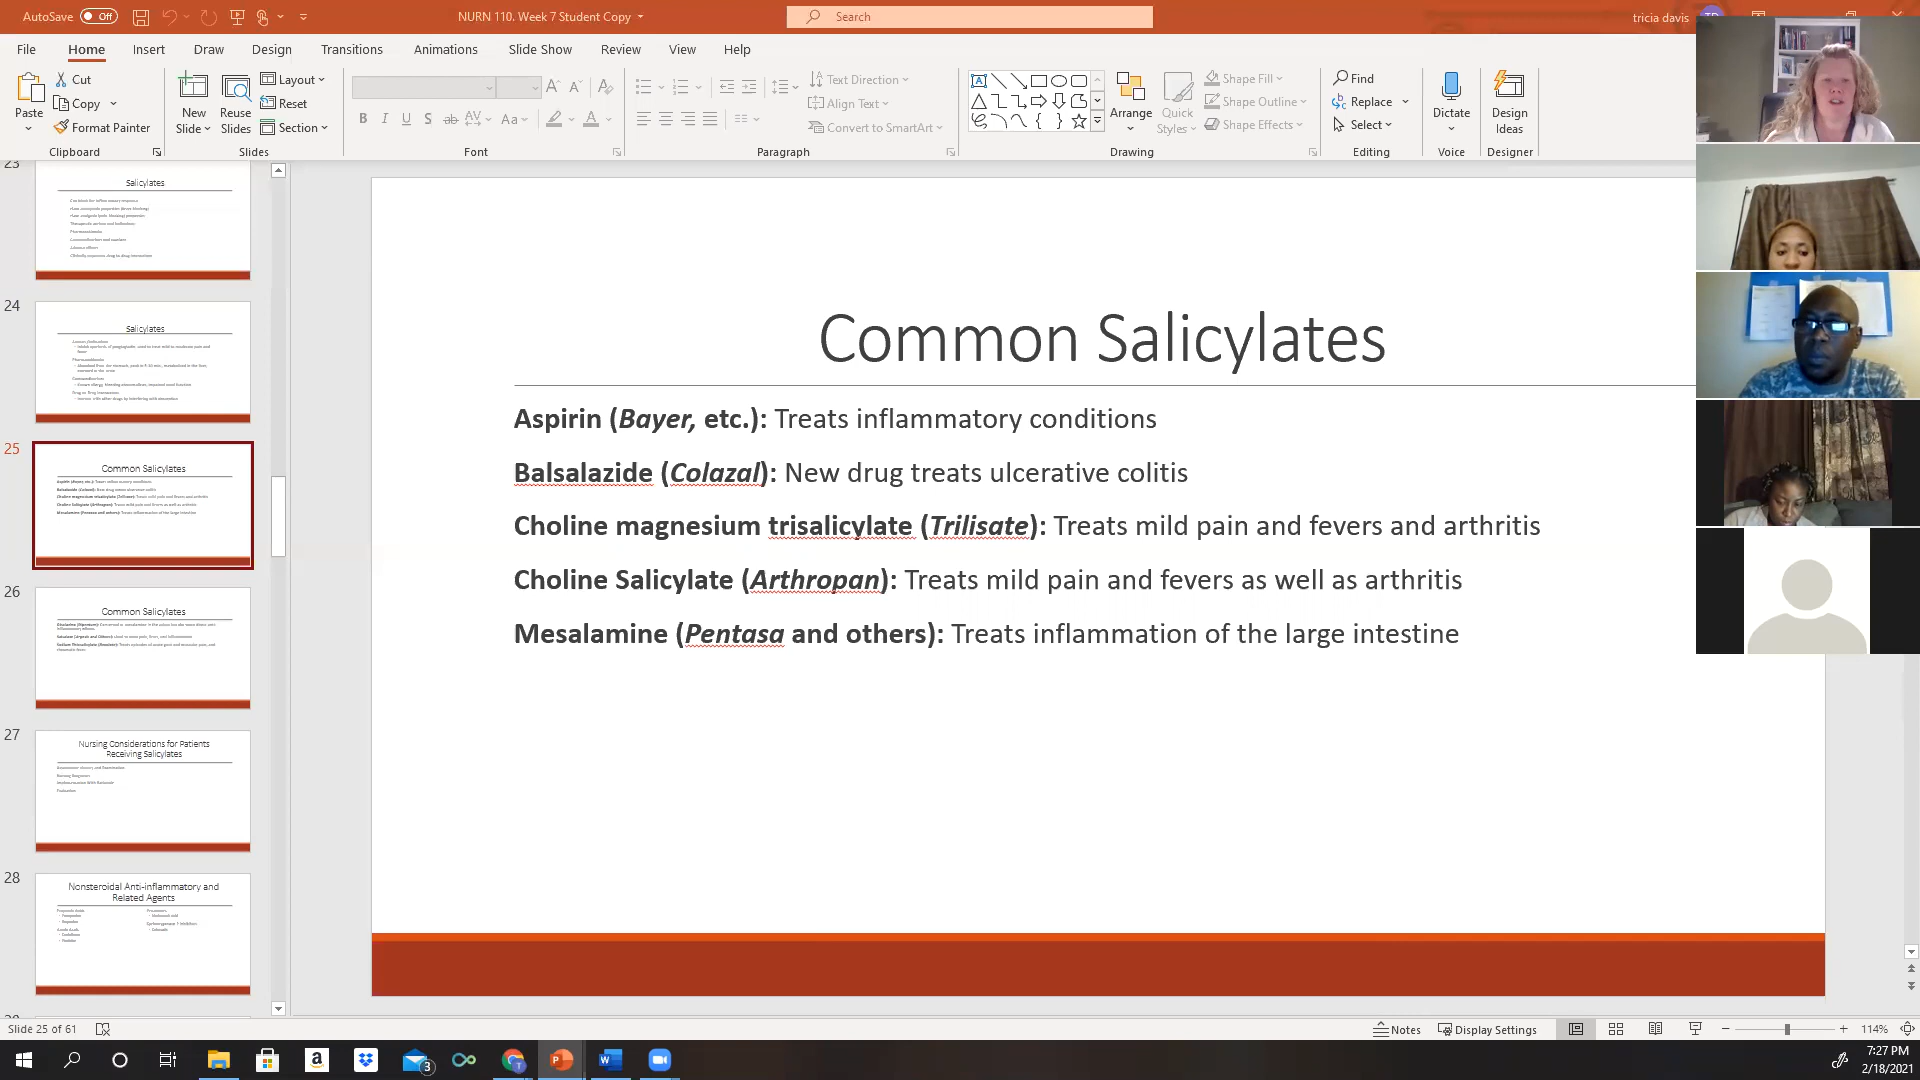 AutoSave Off
NURN 110. Week 7 Student Copy
Search
tricia davis
File Home Insert Draw Design Transitions Animations Slide Show Review View Help
Paste
Cut
Copy
Format Painter
Clipboard
New Slide
Reuse Slides
Layout
Reset
Section
Slides
Font
Text Direction
Align Text
Convert to SmartArt
Paragraph
Arrange
Quick Styles
Shape Fill
Shape Outline
Shape Effects
Drawing
Find
Replace
Select
Editing
Dictate
Voice
Design Ideas
Designer
23
Salicylates
24
Salicylates
25
Common Salicylates
26
Common Salicylates
27
Nursing Considerations for Patients
Receiving Salicylates
28
Nonsteroidal Anti-inflammatory and
Related Agents
Common Salicylates
Aspirin (Bayer, etc.): Treats inflammatory conditions
Balsalazide (Colazal): New drug treats ulcerative colitis
Choline magnesium trisalicylate (Trilisate): Treats mild pain and fevers and arthritis
Choline Salicylate (Arthropan): Treats mild pain and fevers as well as arthritis
Mesalamine (Pentasa and others): Treats inflammation of the large intestine
Slide 25 of 61
Notes
Display Settings
114%
3
7:27 PM
2/18/2021